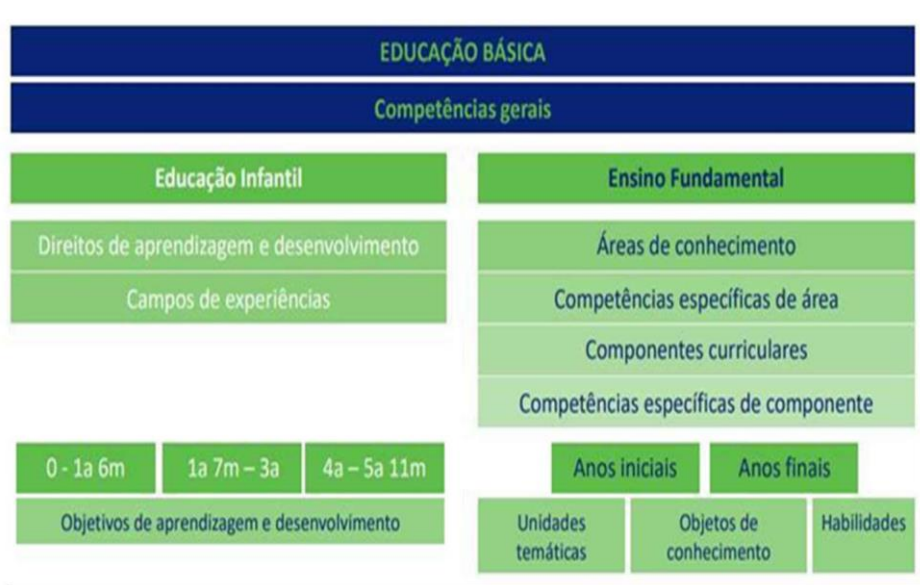 EDUCAÇÃO BÁSICA
Competências gerais
Educação Infantil
Direitos de aprendizagem e desenvolvimento
Campos de experiências
0 - 1a 6m
1a 7m – 3a
4a – 5a 11m
Objetivos de aprendizagem e desenvolvimento
Ensino Fundamental
Áreas de conhecimento
Competências específicas de área
Componentes curriculares
Competências específicas de componente
Anos iniciais
Anos finais
Unidades
temáticas
Objetos de
conhecimento
Habilidades